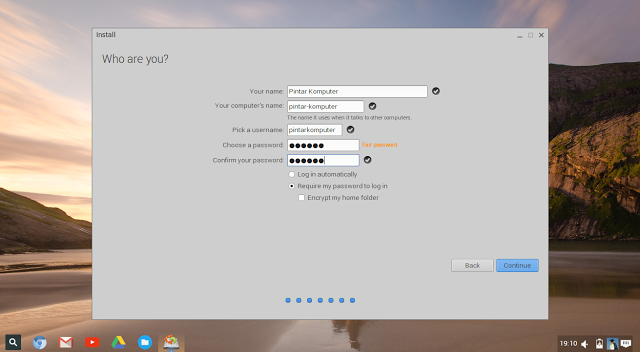 Install
Who are you?
Your name: Pintar Komputer
Your computer's name: pintar-komputer
The name it uses when it talks to other computers.
Pick a username: pintarkomputer
Choose a password: ●●●●●● Fair password
Confirm your password: ●●●●●●
Log in automatically
Require my password to log in
Encrypt my home folder
Back Continue
19:10